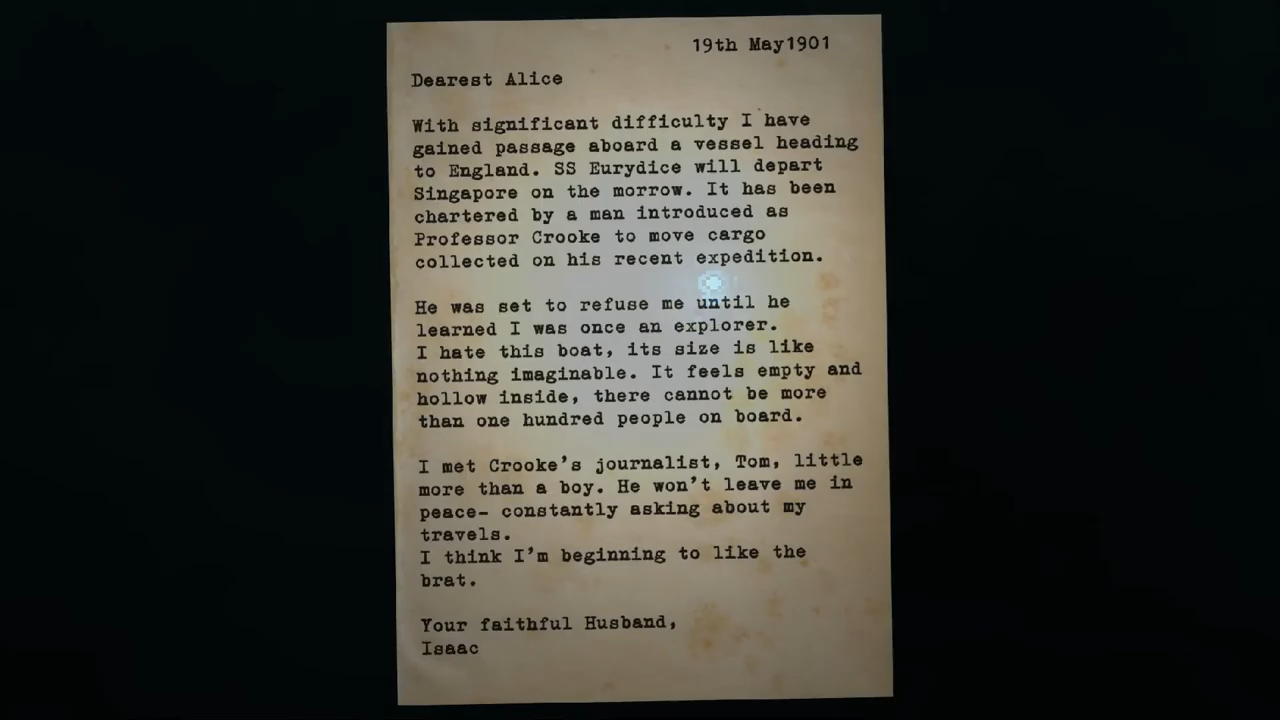 19th May1901
Dearest Alice
With significant difficulty I have
gained passage aboard a vessel heading
to England. SS Eurydice will depart
Singapore on the morrow. It has been
chartered by a man introduced as
Professor Crooke to move cargo
collected on his recent expedition.
He was set to refuse me until he
learned I was once an explorer.
I hate this boat, its size is like
nothing imaginable. It feels empty and
hollow inside, there cannot be more
than one hundred people on board.
I met Crooke's journalist, Tom, little
more than a boy. He won't leave me in
peace- constantly asking about my
travels.
I think I'm beginning to like the
brat.
Your faithful Husband,
Isaac